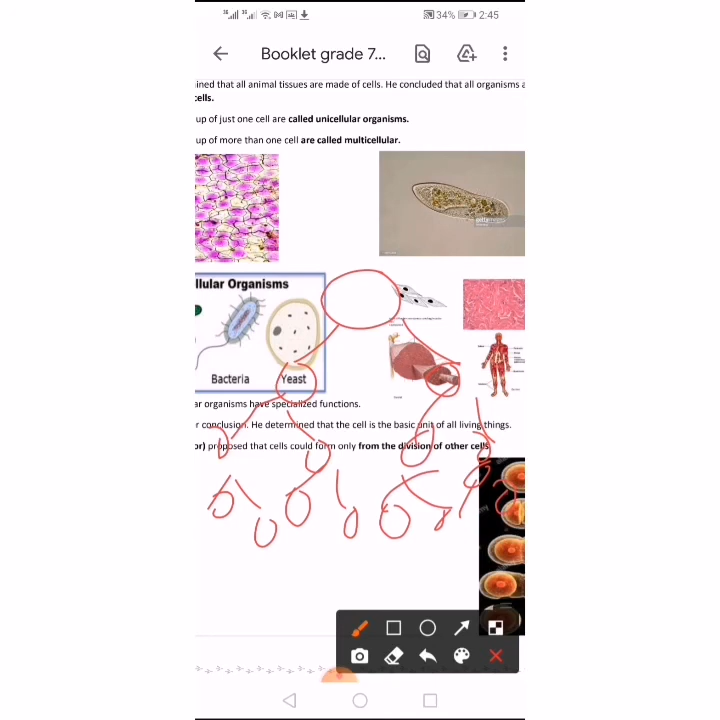 34% 2:45
Booklet grade 7...
ined that all animal tissues are made of cells. He concluded that all organisms a
cells.
up of just one cell are called unicellular organisms.
up of more than one cell are called multicellular.
llular Organisms
Bacteria Yeast
ar organisms have specialized functions.
r conclusion. He determined that the cell is the basic unit of all living things.
or) proposed that cells could form only from the division of other cells